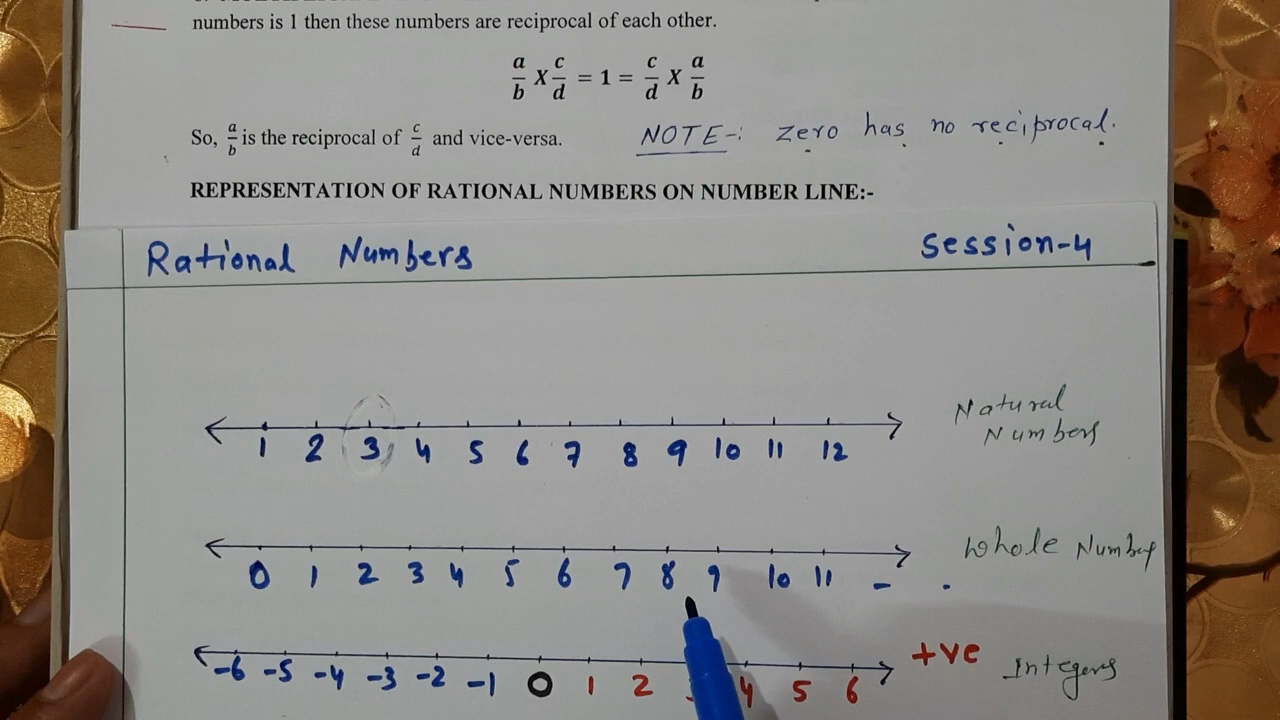 numbers is 1 then these numbers are reciprocal of each other.
a/b X c/d = 1 = c/d X a/b
So, a/b is the reciprocal of c/d and vice-versa. NOTE-: zero has no reciprocal.
REPRESENTATION OF RATIONAL NUMBERS ON NUMBER LINE:-
Rational Numbers Session-4
1 2 3 4 5 6 7 8 9 10 11 12 Natural
Numbers
0 1 2 3 4 5 6 7 8 9 10 11 - . Whole Number
-6 -5 -4 -3 -2 -1 0 1 2 4 5 6 +ve Integers